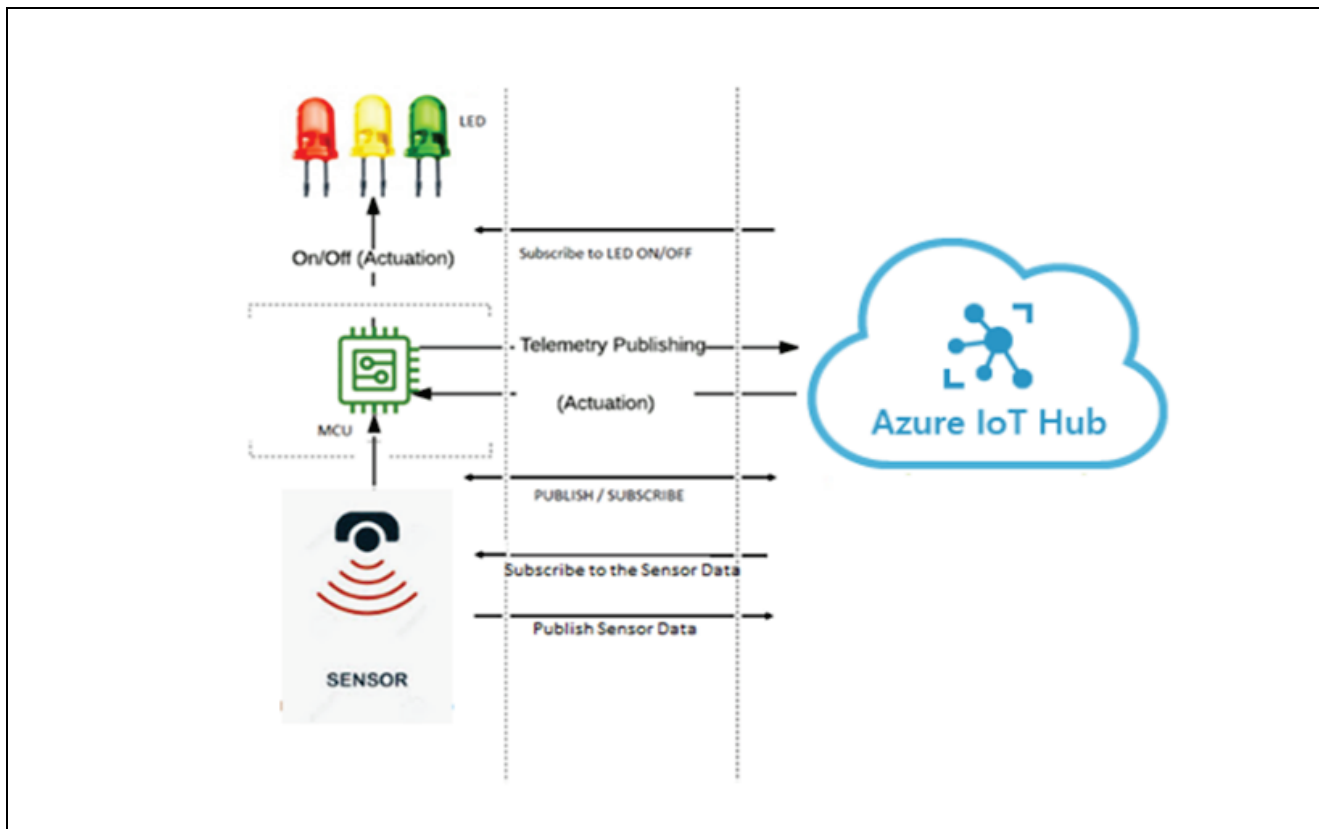 LED
On/Off (Actuation)
Subscribe to LED ON/OFF
Telemetry Publishing
(Actuation)
MCU
Azure IoT Hub
PUBLISH / SUBSCRIBE
Subscribe to the Sensor Data
Publish Sensor Data
SENSOR